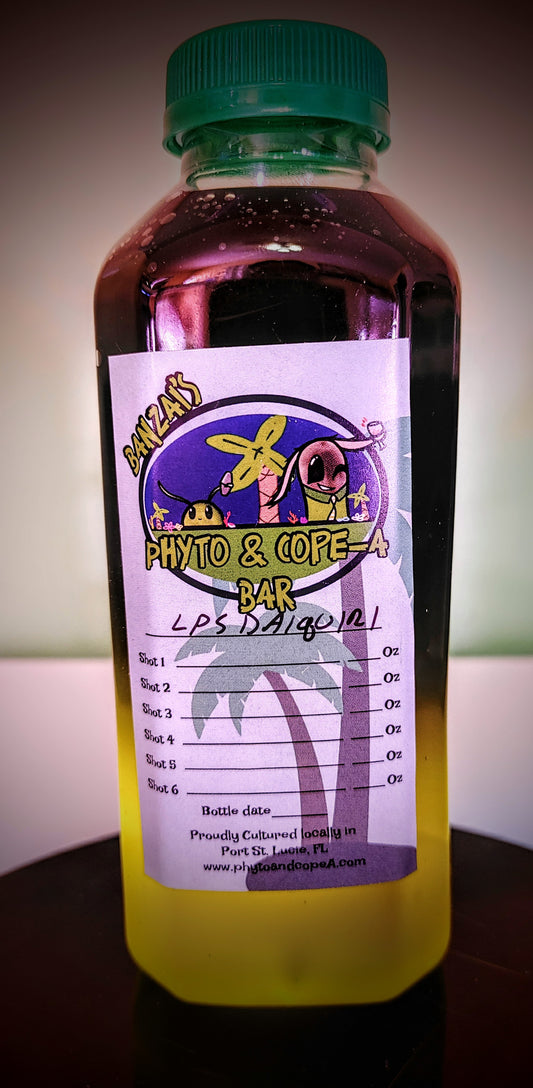 BANZAI'S
PHYTO & COPE-A
BAR
LPS DAIQUIRI
Shot 1 Oz
Shot 2 Oz
Shot 3 Oz
Shot 4 Oz
Shot 5 Oz
Shot 6 Oz
Bottle date
Proudly Cultured locally in
Port St. Lucie, FL
www.phytoandcopeA.com